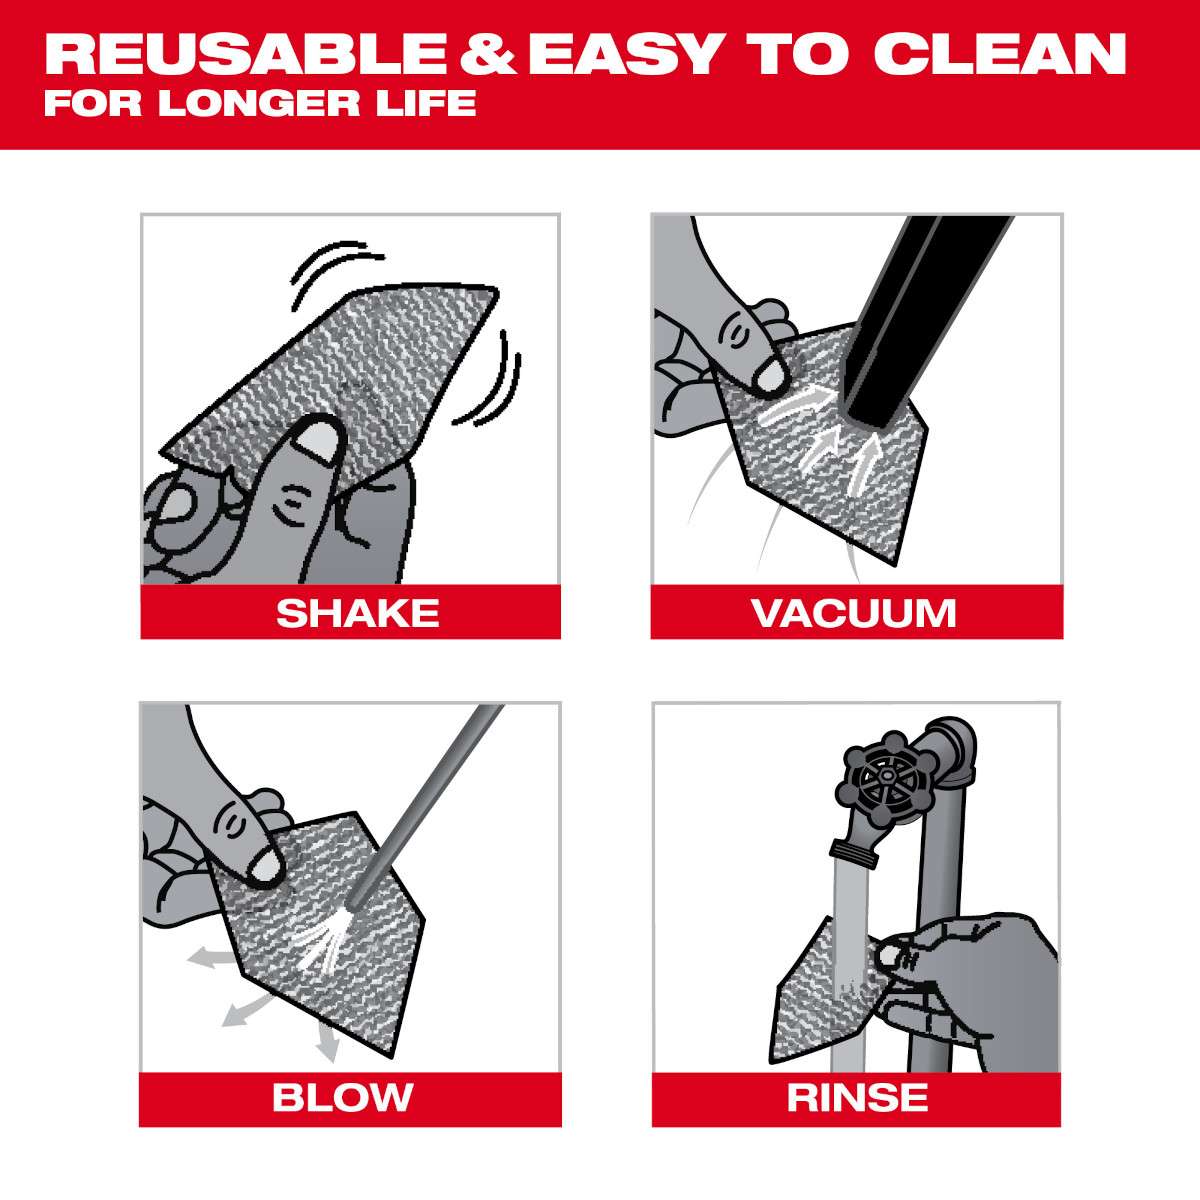 REUSABLE & EASY TO CLEAN
FOR LONGER LIFE
SHAKE
VACUUM
BLOW
RINSE